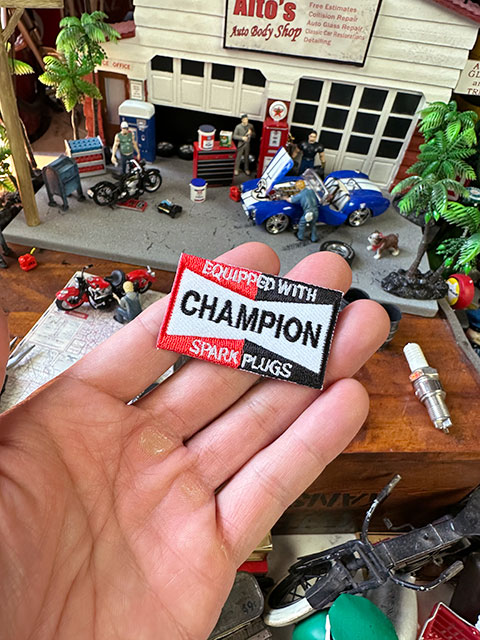 Alto's
Auto Body Shop
Free Estimates
Collision Repair
Auto Glass Repair
Classic Car Restorations
Detailing
OFFICE
EQUIPPED WITH
CHAMPION
SPARK PLUGS